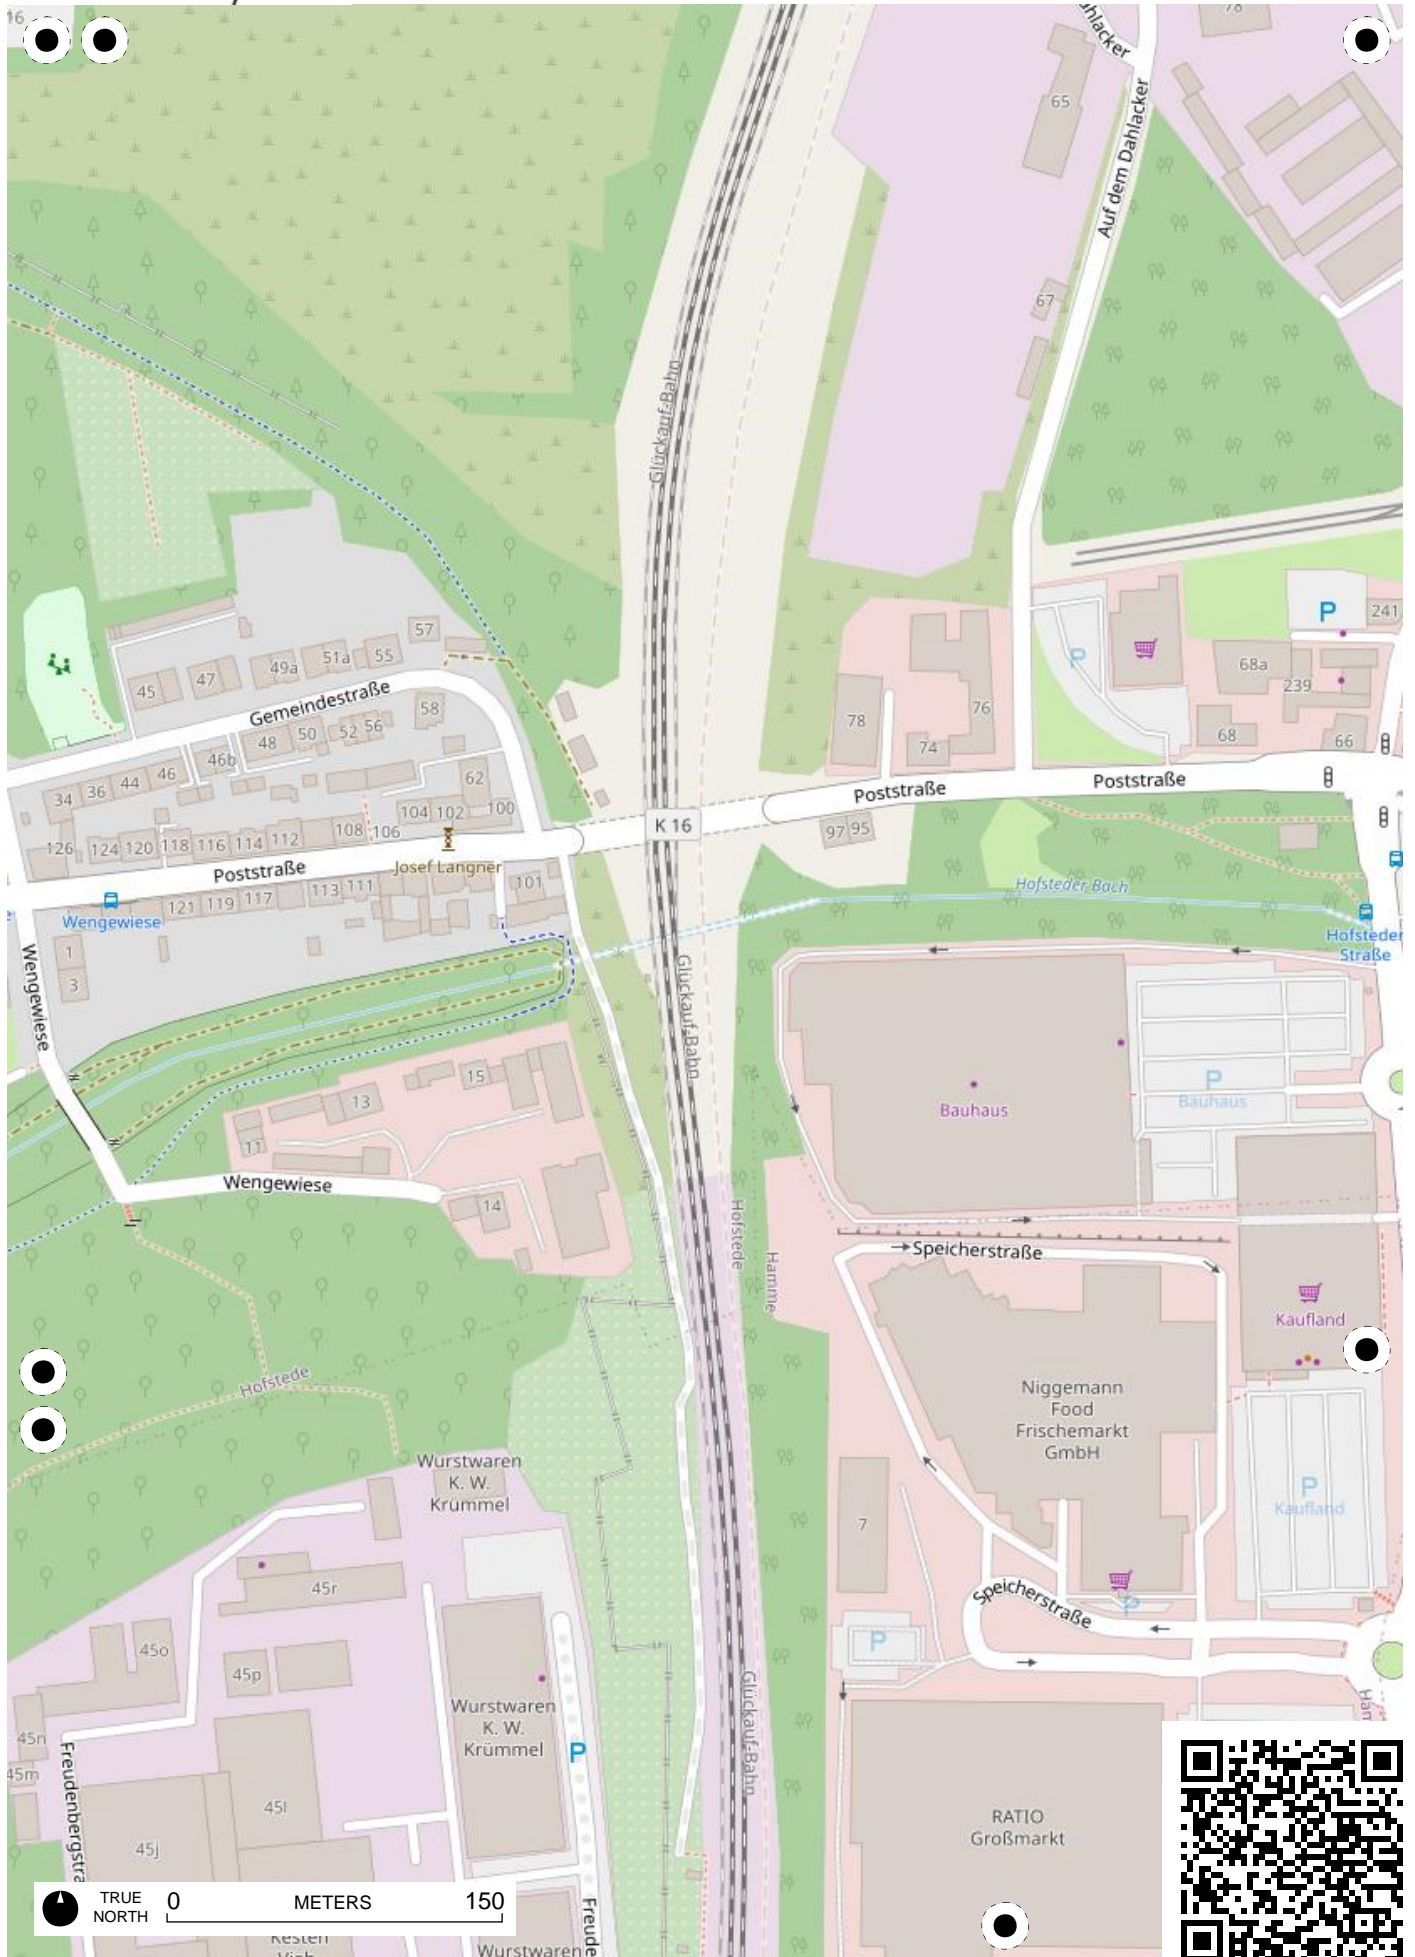 16
78
Dahlacker
65
Auf dem Dahlacker
67
Glückauf-Bahn
57
55
51a
49a
47
45
P
241
Gemeindestraße
58
56
52
50
48
46b
46
44
36
34
62
100
102
104
106
108
112
114
116
118
120
124
126
78
76
74
P
68a
239
68
66
Poststraße
Poststraße
K 16
97 95
Poststraße
Josef Langner
Wengewiese
121 119 117
113 111
101
Hofsteder Bach
Hofsteder
Straße
1
3
Wengewiese
Glückauf-Bahn
15
13
11
Wengewiese
14
Bauhaus
P
Bauhaus
Hofstede
Hamme
Speicherstraße
Kaufland
Hofstede
Niggemann
Food
Frischemarkt
GmbH
Wurstwaren
K. W.
Krümmel
P
Kaufland
7
45r
Speicherstraße
P
P
45o
45p
Wurstwaren
K. W.
Krümmel
P
Glückauf-Bahn
45n
45m
Freudenbergstra
45l
45j
RATIO
Großmarkt
TRUE
NORTH
0
METERS
150
Freude
Kesten
Wurstwaren